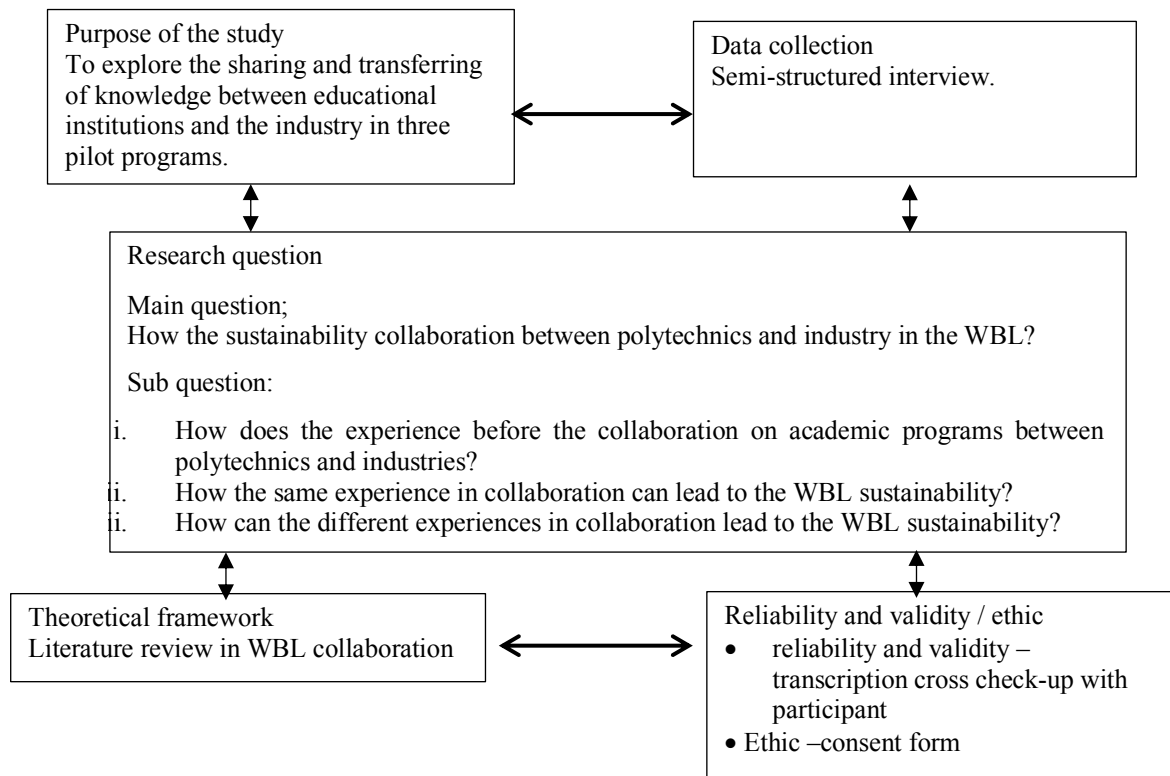 Purpose of the study
To explore the sharing and transferring
of knowledge between educational
institutions and the industry in three
pilot programs.
Data collection
Semi-structured interview.
Research question
Main question;
How the sustainability collaboration between polytechnics and industry in the WBL?
Sub question:
i. How does the experience before the collaboration on academic programs between
polytechnics and industries?
ii. How the same experience in collaboration can lead to the WBL sustainability?
ii. How can the different experiences in collaboration lead to the WBL sustainability?
Theoretical framework
Literature review in WBL collaboration
Reliability and validity / ethic
• reliability and validity –
transcription cross check-up with
participant
• Ethic –consent form